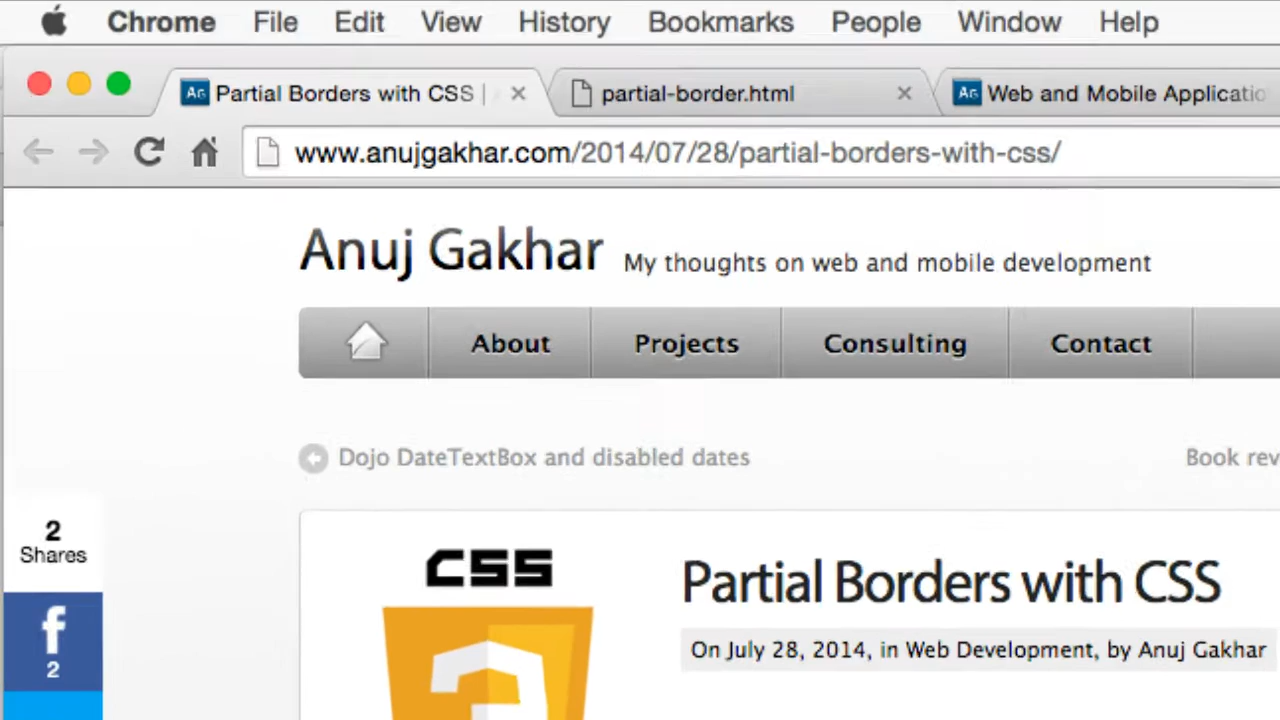 Chrome File Edit View History Bookmarks People Window Help
Partial Borders with CSS | partial-border.html Web and Mobile Applicatio
www.anujgakhar.com/2014/07/28/partial-borders-with-css/
Anuj Gakhar My thoughts on web and mobile development
About Projects Consulting Contact
Dojo DateTextBox and disabled dates Book rev
2
Shares
f
2
CSS
3
Partial Borders with CSS
On July 28, 2014, in Web Development, by Anuj Gakhar